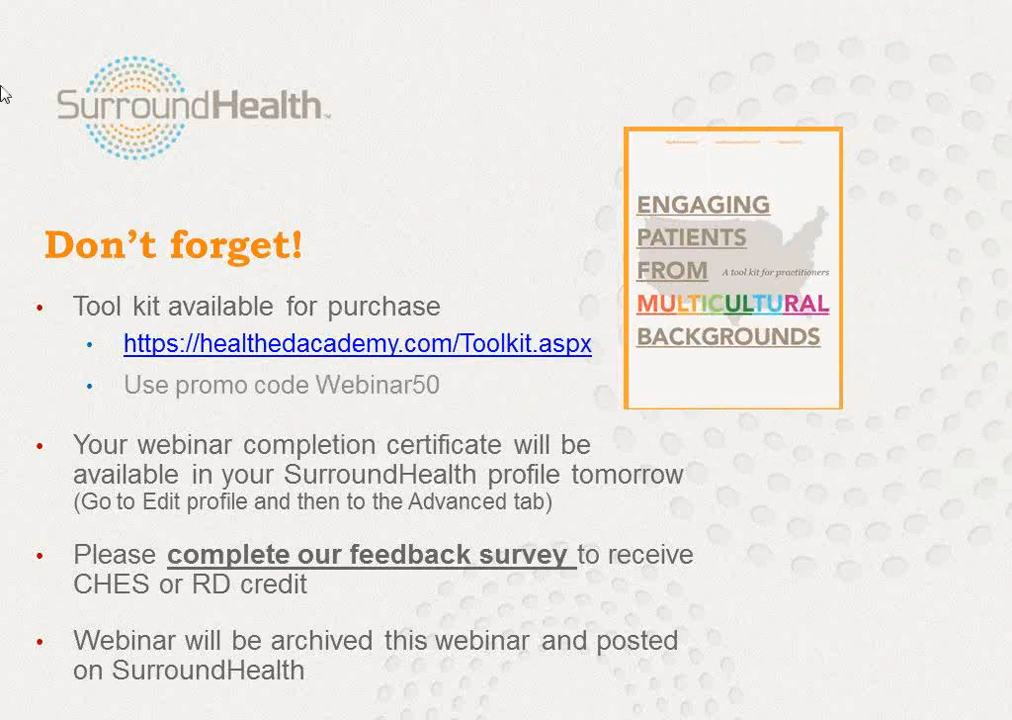 SurroundHealth™
Don't forget!
• Tool kit available for purchase
• https://healthedacademy.com/Toolkit.aspx
• Use promo code Webinar50
• Your webinar completion certificate will be
available in your SurroundHealth profile tomorrow
(Go to Edit profile and then to the Advanced tab)
• Please complete our feedback survey to receive
CHES or RD credit
• Webinar will be archived this webinar and posted
on SurroundHealth
ENGAGING
PATIENTS
FROM A tool kit for practitioners
MULTICULTURAL
BACKGROUNDS